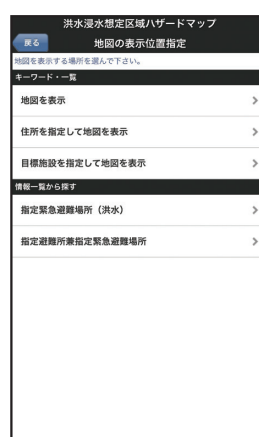 洪水浸水想定区域ハザードマップ
戻る
地図の表示位置指定
地図を表示する場所を選んで下さい。
キーワード・一覧
地図を表示
住所を指定して地図を表示
目標施設を指定して地図を表示
情報一覧から探す
指定緊急避難場所（洪水）
指定避難所兼指定緊急避難場所